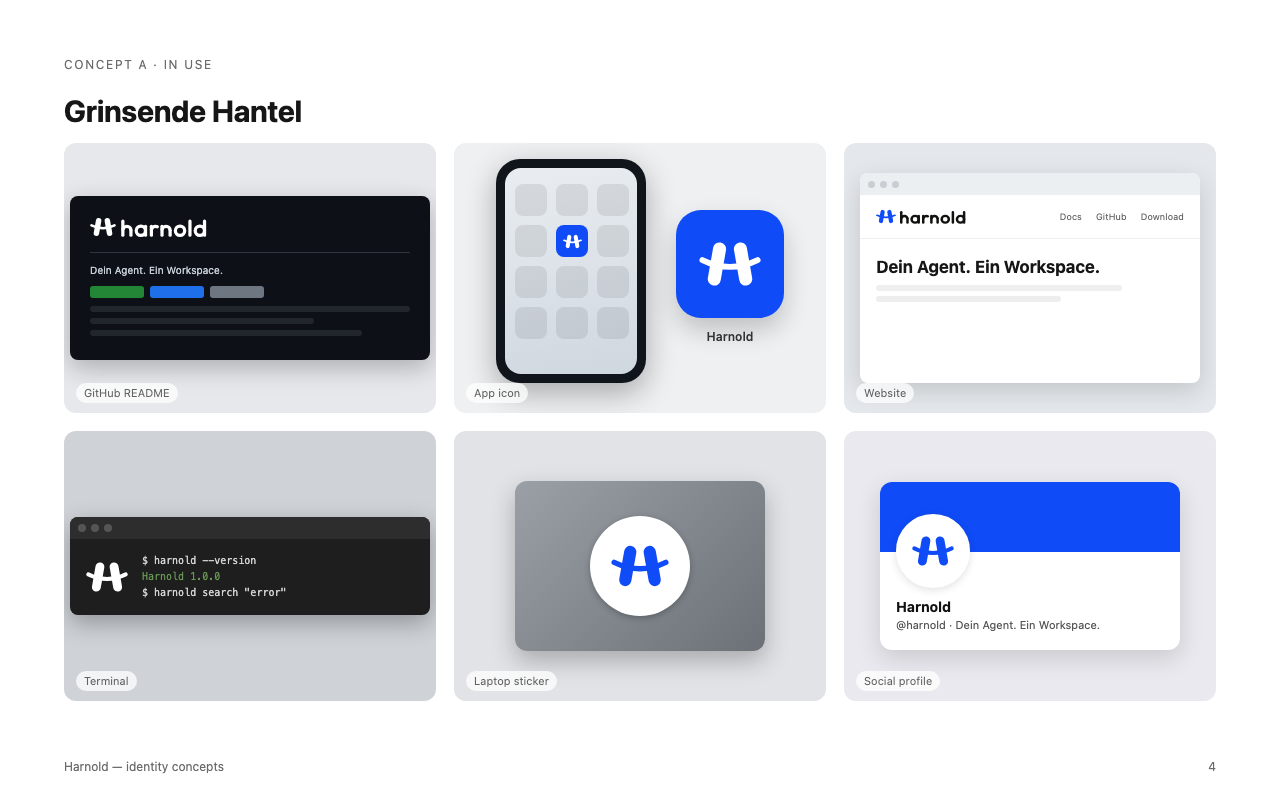 CONCEPT A · IN USE
Grinsende Hantel
harnold
Dein Agent. Ein Workspace.
GitHub README
Harnold
App icon
harnold
Docs GitHub Download
Dein Agent. Ein Workspace.
Website
$ harnold --version
Harnold 1.0.0
$ harnold search "error"
Terminal
Laptop sticker
Harnold
@harnold · Dein Agent. Ein Workspace.
Social profile
Harnold — identity concepts
4